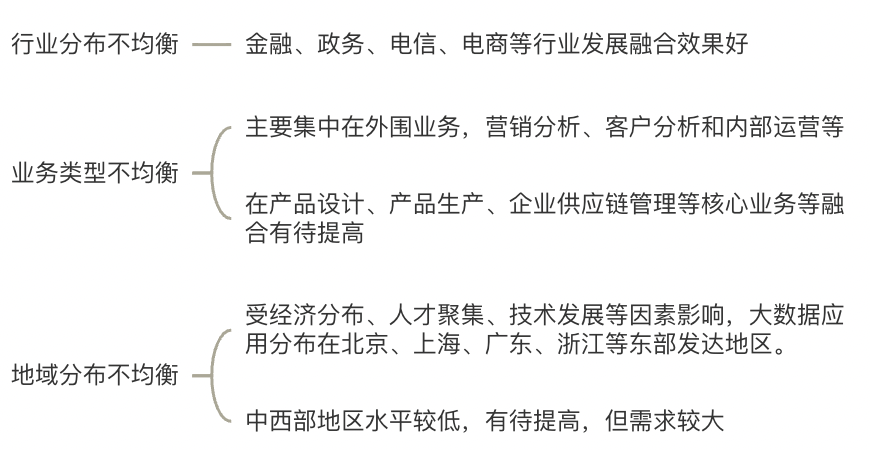 行业分布不均衡
金融、政务、电信、电商等行业发展融合效果好
业务类型不均衡
主要集中在外围业务，营销分析、客户分析和内部运营等
在产品设计、产品生产、企业供应链管理等核心业务等融
合有待提高
地域分布不均衡
受经济分布、人才聚集、技术发展等因素影响，大数据应
用分布在北京、上海、广东、浙江等东部发达地区。
中西部地区水平较低，有待提高，但需求较大